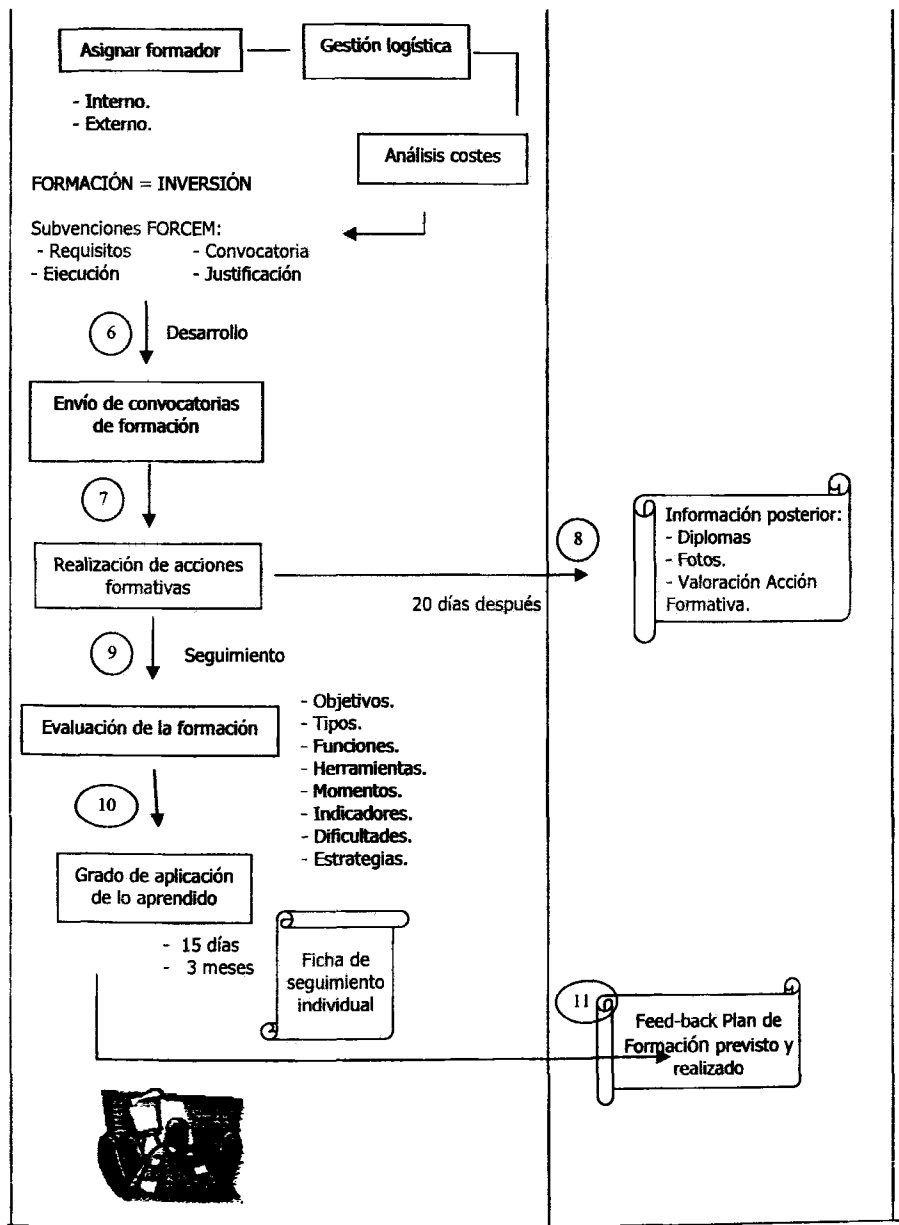 Asignar formador
Gestión logística
- Interno.
- Externo.
Análisis costes
FORMACIÓN = INVERSIÓN
Subvenciones FORCEM:
- Requisitos - Convocatoria
- Ejecución - Justificación
6 Desarrollo
Envío de convocatorias
de formación
7
Realización de acciones
formativas
20 días después
8
Información posterior:
- Diplomas
- Fotos.
- Valoración Acción
Formativa.
9 Seguimiento
Evaluación de la formación
- Objetivos.
- Tipos.
- Funciones.
- Herramientas.
- Momentos.
- Indicadores.
- Dificultades.
- Estrategias.
10
Grado de aplicación
de lo aprendido
- 15 días
- 3 meses
Ficha de
seguimiento
individual
11
Feed-back Plan de
Formación previsto y
realizado